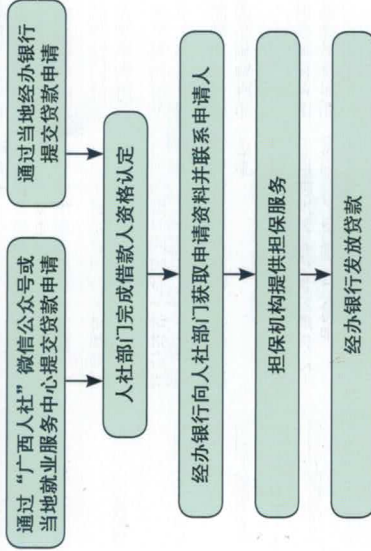 通过“广西人社”微信公众号或
当地就业服务中心提交贷款申请
通过当地经办银行
提交贷款申请
人社部门完成借款人资格认定
经办银行向人社部门获取申请资料并联系申请人
担保机构提供担保服务
经办银行发放贷款